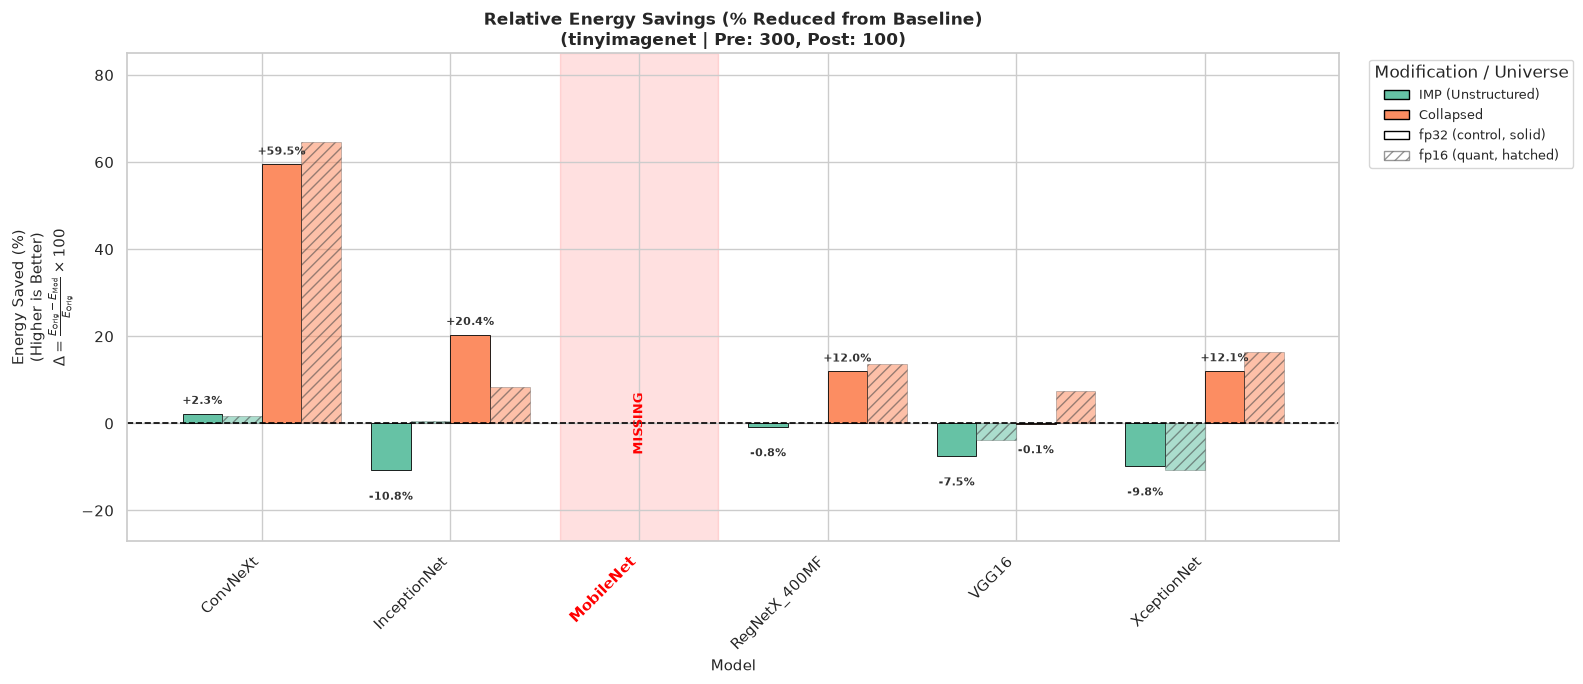 Relative Energy Savings (% Reduced from Baseline)
(tinyimagenet | Pre: 300, Post: 100)
Modification / Universe
IMP (Unstructured)
Collapsed
fp32 (control, solid)
fp16 (quant, hatched)
Energy Saved (%)
(Higher is Better)
Δ = (E_Orig − E_Mod) / E_Orig × 100
80
60
40
20
0
−20
+2.3%
+59.5%
-10.8%
+20.4%
MISSING
-0.8%
+12.0%
-7.5%
-0.1%
-9.8%
+12.1%
ConvNeXt
InceptionNet
MobileNet
RegNetX_400MF
VGG16
XceptionNet
Model